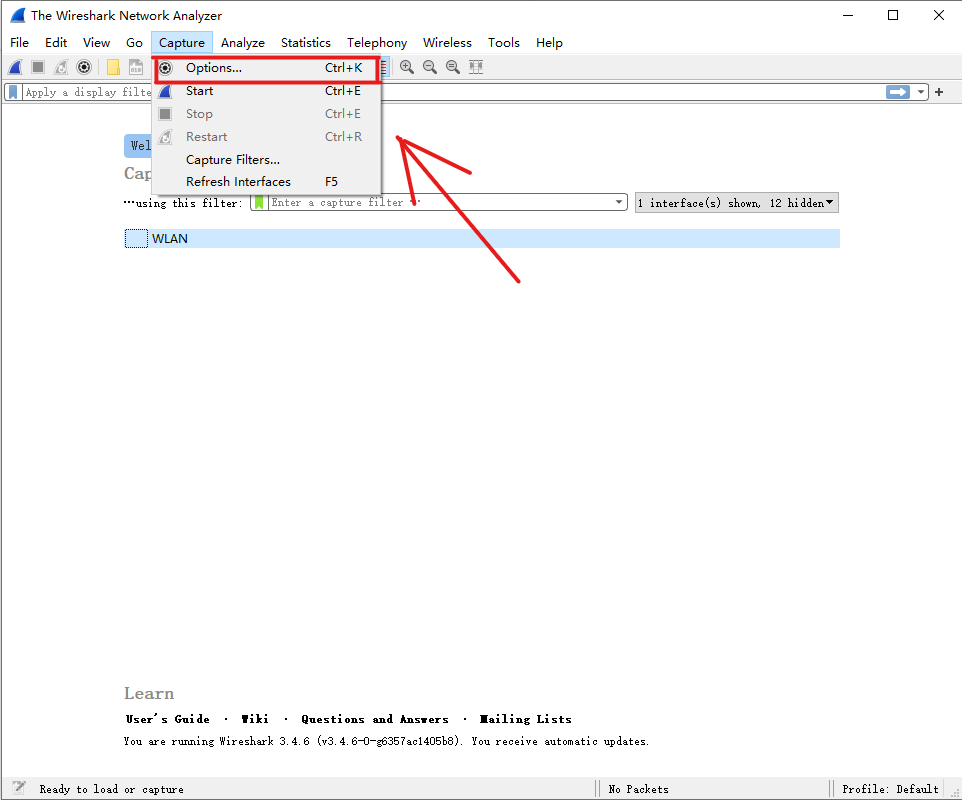 The Wireshark Network Analyzer
File Edit View Go Capture Analyze Statistics Telephony Wireless Tools Help
Options... Ctrl+K
Apply a display filte
Start Ctrl+E
Stop Ctrl+E
Restart Ctrl+R
Capture Filters...
Refresh Interfaces F5
Wel
Cap
…using this filter: Enter a capture filter … 1 interface(s) shown, 12 hidden
WLAN
Learn
User's Guide · Wiki · Questions and Answers · Mailing Lists
You are running Wireshark 3.4.6 (v3.4.6-0-g6357ac1405b8). You receive automatic updates.
Ready to load or capture No Packets Profile: Default